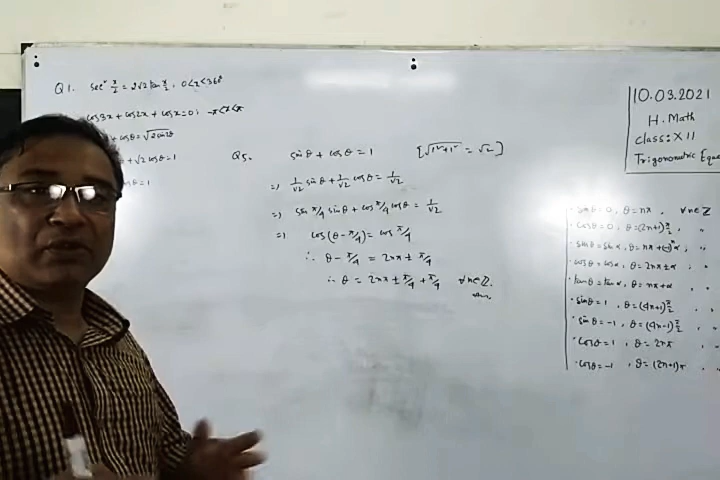 Q1. sec² x/2 = 2√2 tan x/2, 0<x<360°
cos3x + cos2x + cosx = 0; -π<x<π
+ cosθ = √2 sin2θ
+ √2 cosθ = 1
θ = 1
Q5. sinθ + cosθ = 1 [√1²+1² = √2]
=> 1/√2 sinθ + 1/√2 cosθ = 1/√2
=> sin π/4 sinθ + cos π/4 cosθ = 1/√2
=> cos(θ - π/4) = cos π/4
∴ θ - π/4 = 2nπ ± π/4
∴ θ = 2nπ ± π/4 + π/4 ∀n∈Z.
Ans.
10.03.2021
H. Math
Class: XII
Trigonometric Equa
· sinθ = 0, θ = nπ, ∀n∈Z
· cosθ = 0, θ = (2n+1)π/2, "
· sinθ = sinα, θ = nπ + (-1)ⁿα, "
· cosθ = cosα, θ = 2nπ ± α, "
· tanθ = tanα, θ = nπ + α, "
· sinθ = 1, θ = (4n+1)π/2, "
· sinθ = -1, θ = (4n-1)π/2, "
· cosθ = 1, θ = 2nπ, "
· cosθ = -1, θ = (2n+1)π, "